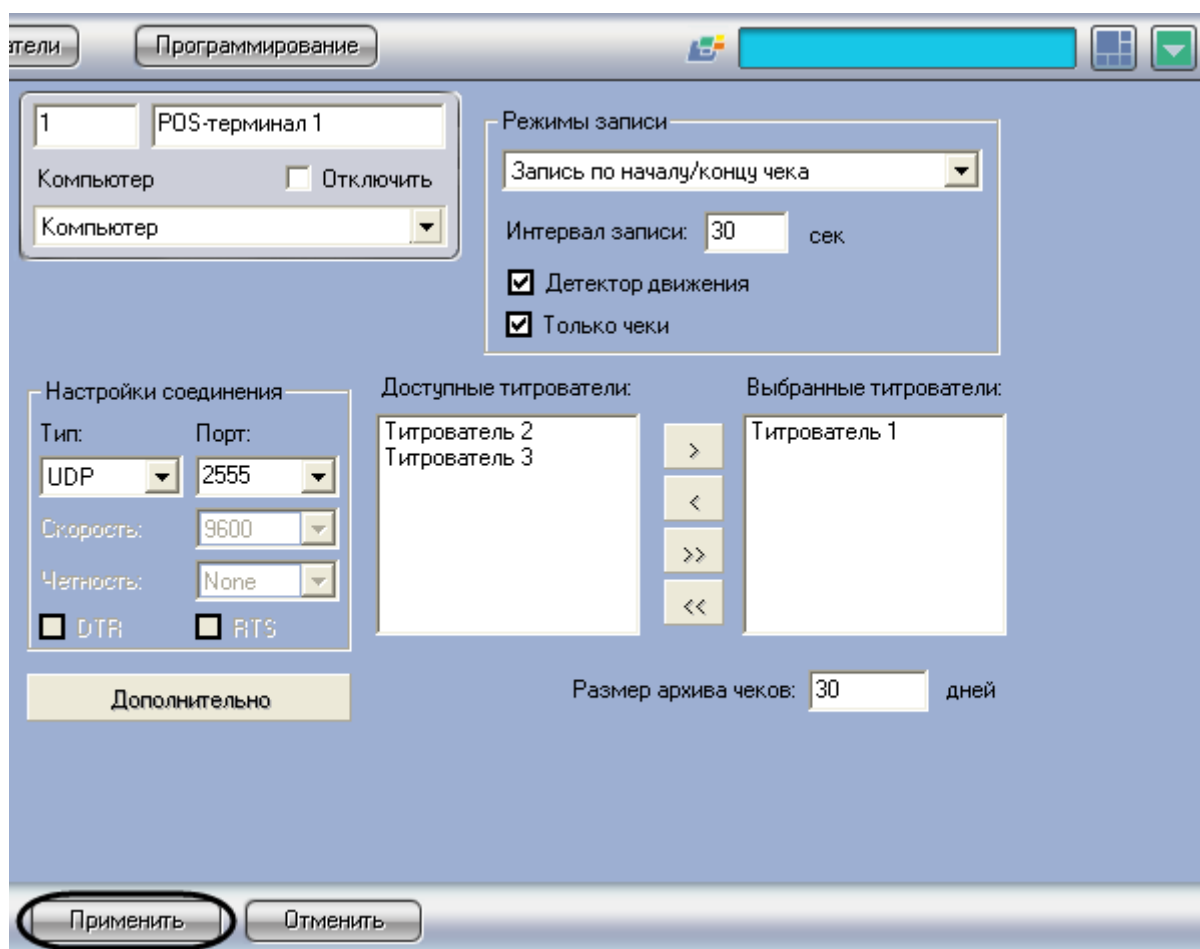 атели Программирование
1 POS-терминал 1
Компьютер Отключить
Компьютер
Режимы записи
Запись по началу/концу чека
Интервал записи: 30 сек
Детектор движения
Только чеки
Настройки соединения
Тип: Порт:
UDP 2555
Скорость: 9600
Четность: None
DTR RTS
Дополнительно
Доступные титрователи:
Титрователь 2
Титрователь 3
>
<
>>
<<
Выбранные титрователи:
Титрователь 1
Размер архива чеков: 30 дней
Применить Отменить